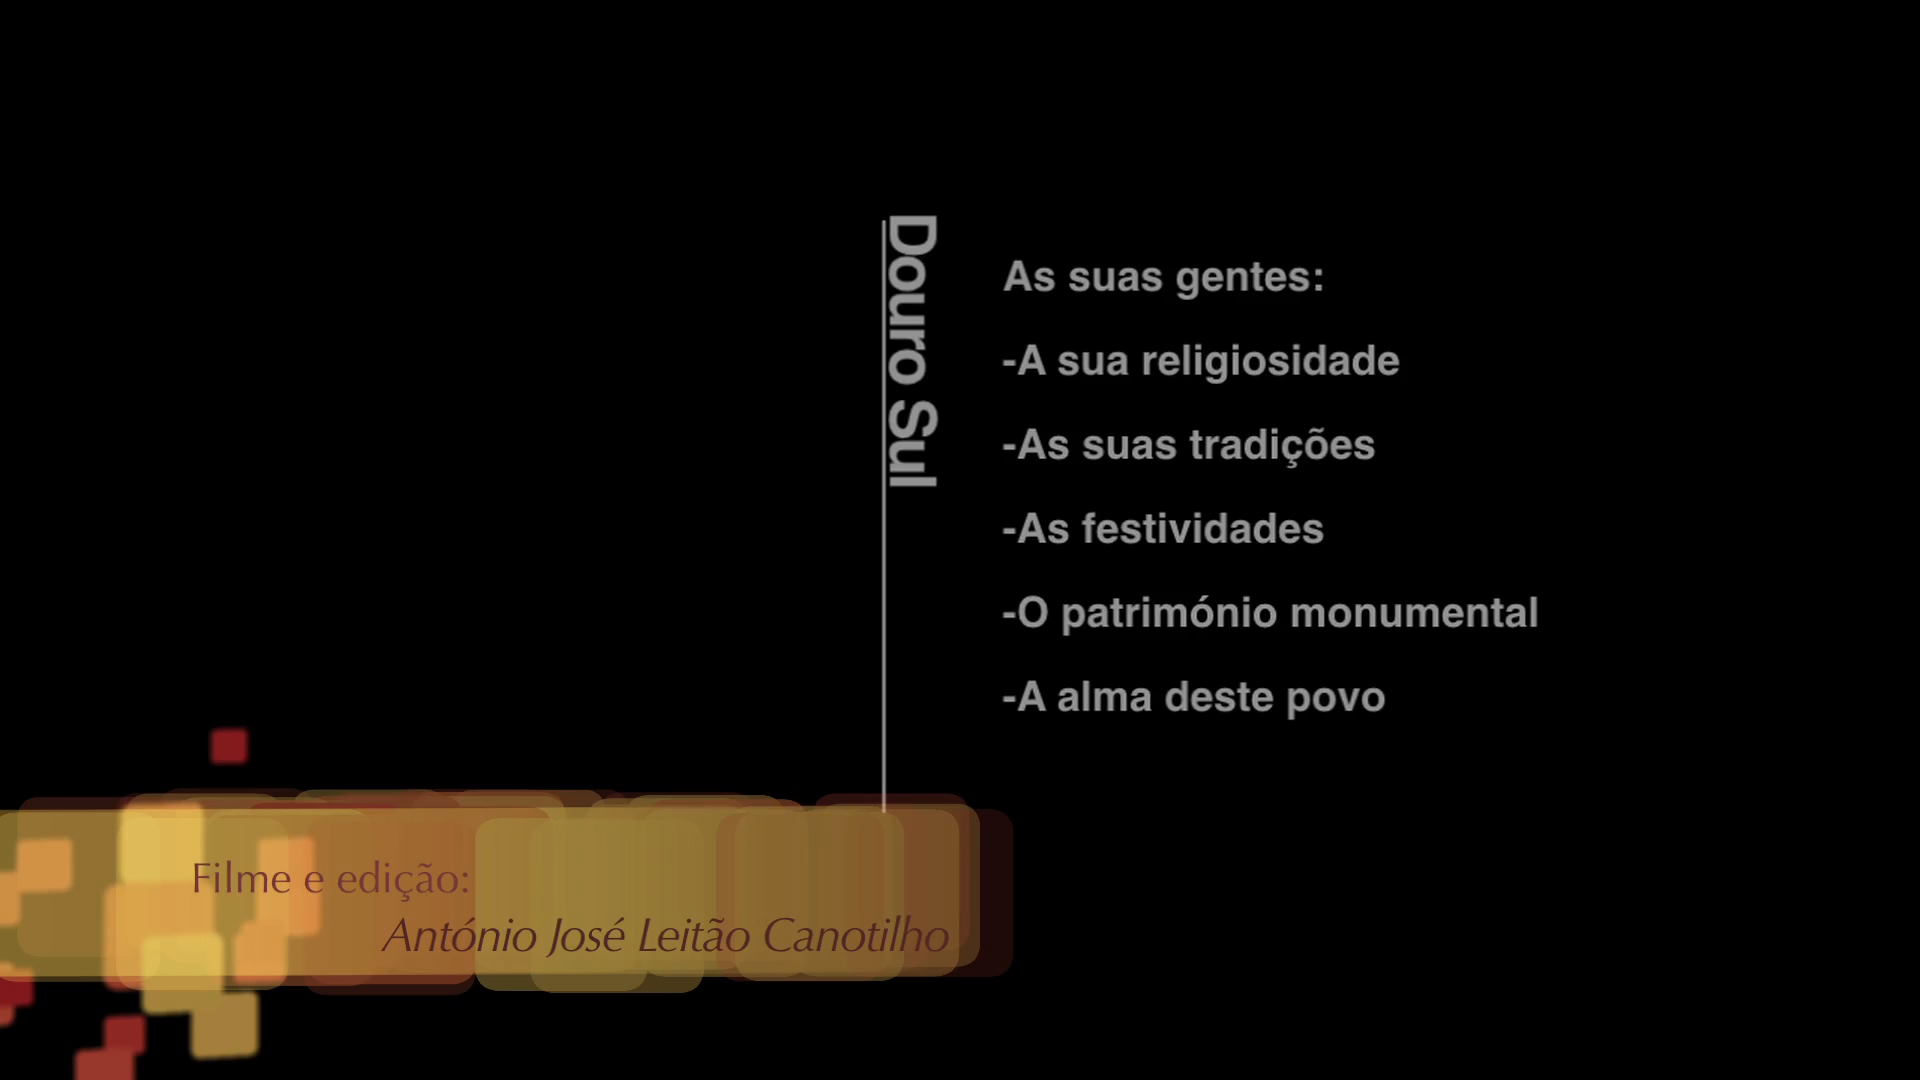 Douro Sul
As suas gentes:
-A sua religiosidade
-As suas tradições
-As festividades
-O património monumental
-A alma deste povo
Filme e edição:
António José Leitão Canotilho